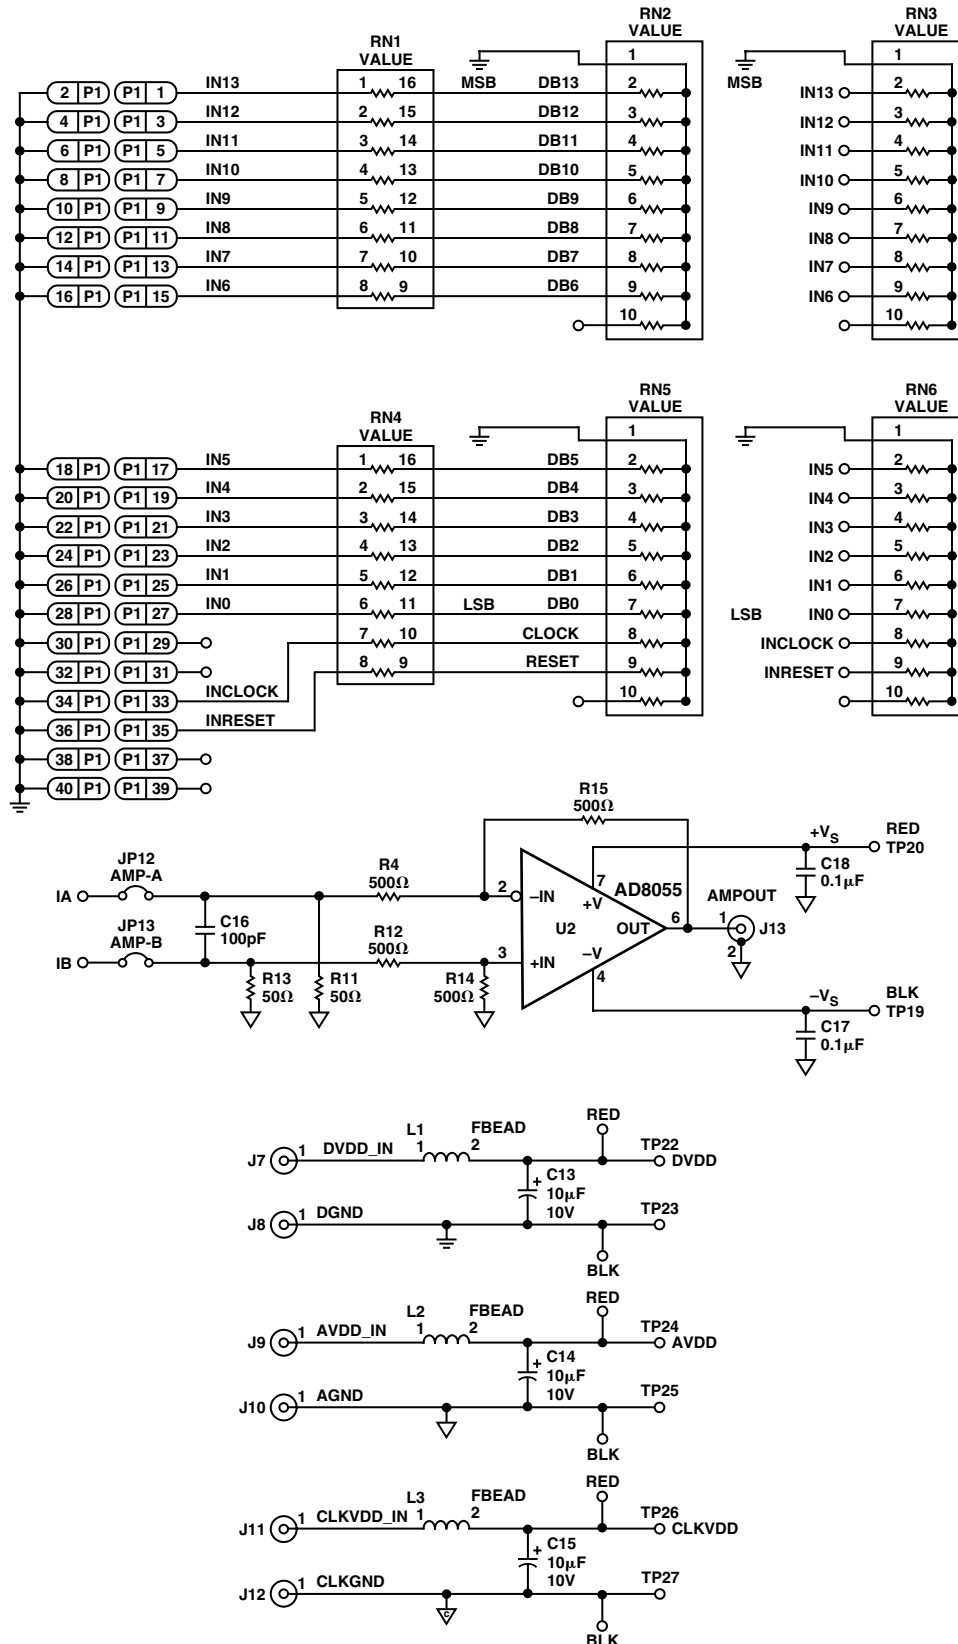 RN2
VALUE
RN3
VALUE
RN1
VALUE
1
1
2 P1 P1 1 IN13 1 16 MSB DB13 2 MSB IN13 2
4 P1 P1 3 IN12 2 15 DB12 3 IN12 3
6 P1 P1 5 IN11 3 14 DB11 4 IN11 4
8 P1 P1 7 IN10 4 13 DB10 5 IN10 5
10 P1 P1 9 IN9 5 12 DB9 6 IN9 6
12 P1 P1 11 IN8 6 11 DB8 7 IN8 7
14 P1 P1 13 IN7 7 10 DB7 8 IN7 8
16 P1 P1 15 IN6 8 9 DB6 9 IN6 9
10
10
RN5
VALUE
RN6
VALUE
RN4
VALUE
1
1
18 P1 P1 17 IN5 1 16 DB5 2 IN5 2
20 P1 P1 19 IN4 2 15 DB4 3 IN4 3
22 P1 P1 21 IN3 3 14 DB3 4 IN3 4
24 P1 P1 23 IN2 4 13 DB2 5 IN2 5
26 P1 P1 25 IN1 5 12 DB1 6 IN1 6
28 P1 P1 27 IN0 6 11 LSB DB0 7 LSB IN0 7
30 P1 P1 29 7 10 CLOCK 8 INCLOCK 8
32 P1 P1 31 8 9 RESET 9 INRESET 9
34 P1 P1 33 INCLOCK 10 10
36 P1 P1 35 INRESET
38 P1 P1 37
40 P1 P1 39
R15
500Ω
+VS
RED
TP20
C18
0.1μF
JP12
AMP-A
IA
R4
500Ω
2
–IN
7
+V
AD8055
AMPOUT
JP13
AMP-B
IB
C16
100pF
R12
500Ω
U2
OUT
6
1
J13
2
3
+IN
–V
4
R13
50Ω
R11
50Ω
R14
500Ω
–VS
BLK
TP19
C17
0.1μF
RED
L1
FBEAD
J7 1 DVDD_IN 1 2
TP22
DVDD
C13
+
10μF
10V
J8 1 DGND
TP23
BLK
RED
L2
FBEAD
J9 1 AVDD_IN 1 2
TP24
AVDD
C14
+
10μF
10V
J10 1 AGND
TP25
BLK
RED
L3
FBEAD
J11 1 CLKVDD_IN 1 2
TP26
CLKVDD
C15
+
10μF
10V
J12 1 CLKGND
TP27
C
BLK